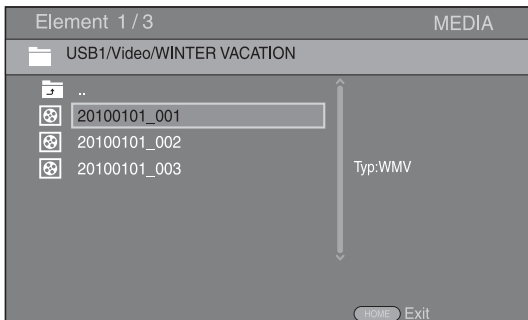 Element 1 / 3
MEDIA
USB1/Video/WINTER VACATION
..
20100101_001
20100101_002
20100101_003
Typ:WMV
HOME Exit